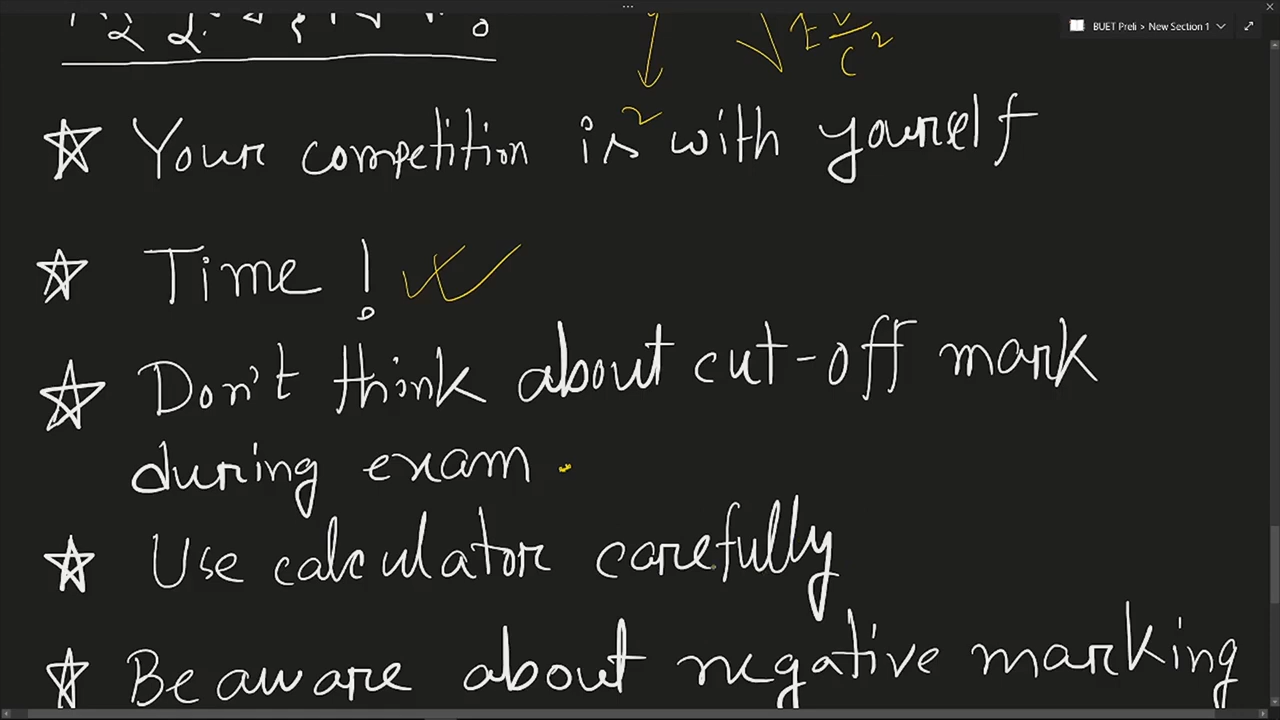 BUET Preli > New Section 1
☆ Your competition is with yourself
☆ Time !
☆ Don't think about cut-off mark
during exam
☆ Use calculator carefully
☆ Be aware about negative marking